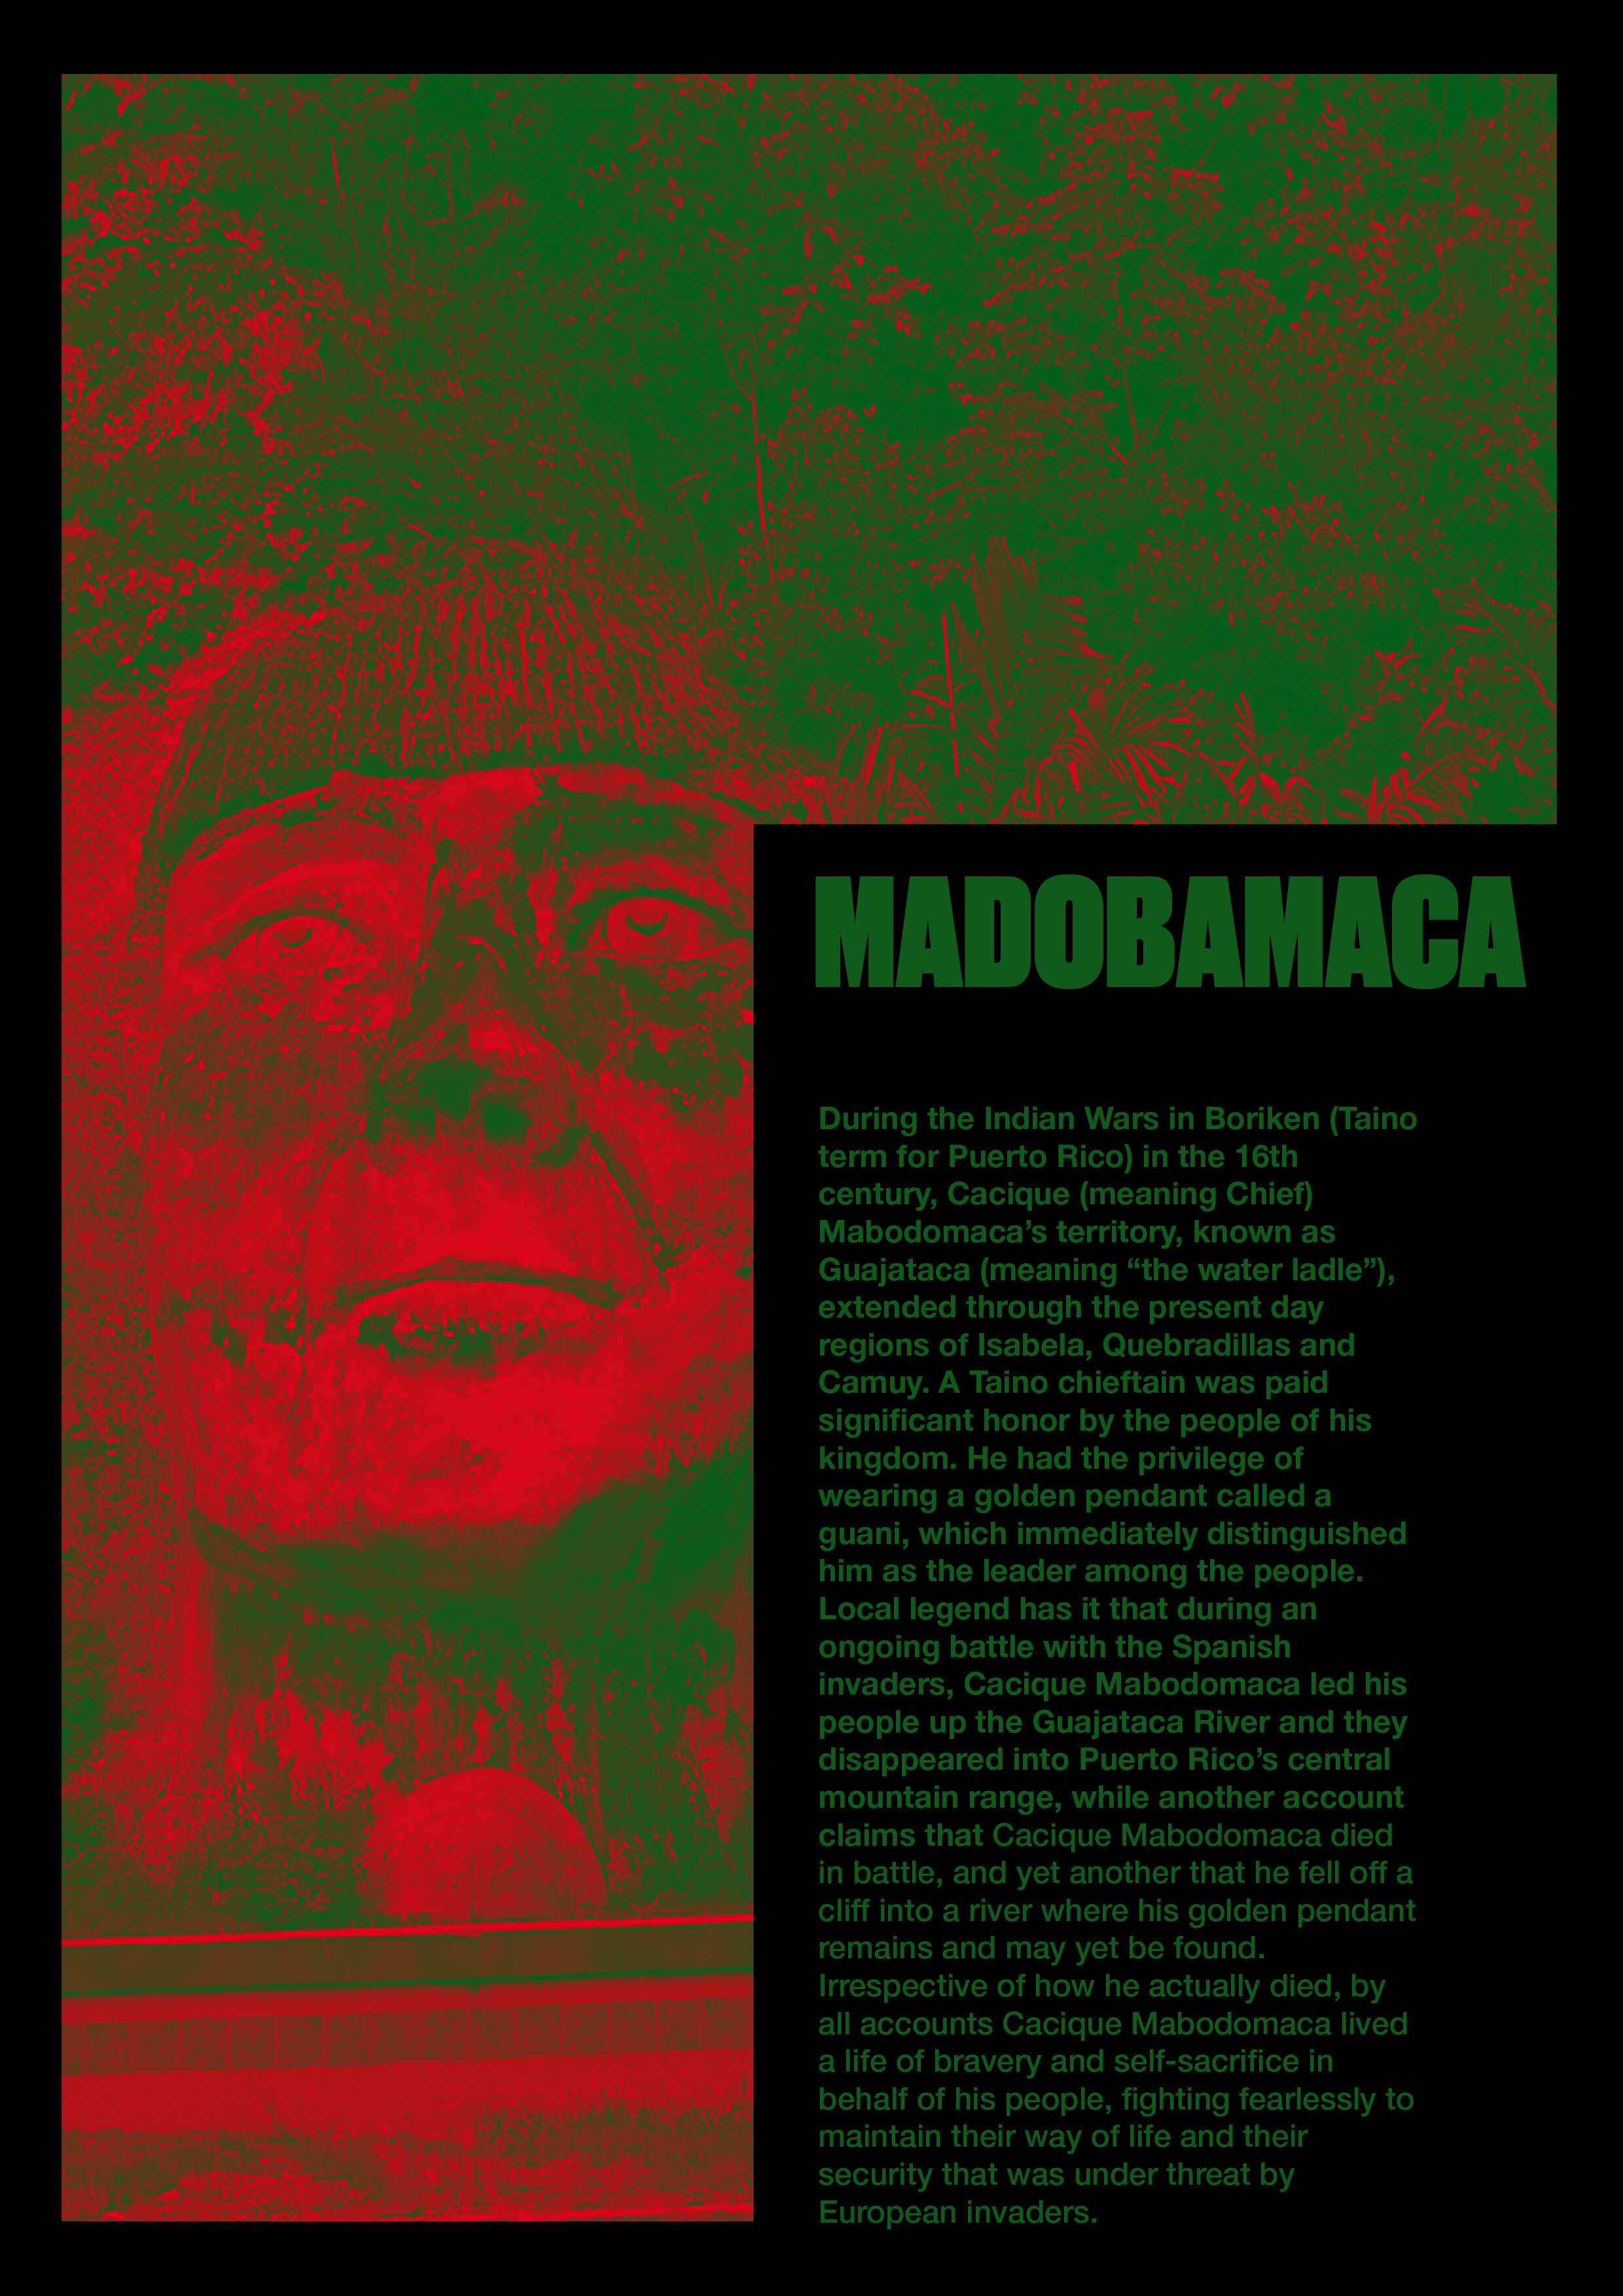 MADOBAMACA
During the Indian Wars in Boriken (Taino
term for Puerto Rico) in the 16th
century, Cacique (meaning Chief)
Mabodomaca’s territory, known as
Guajataca (meaning “the water ladle”),
extended through the present day
regions of Isabela, Quebradillas and
Camuy. A Taino chieftain was paid
significant honor by the people of his
kingdom. He had the privilege of
wearing a golden pendant called a
guani, which immediately distinguished
him as the leader among the people.
Local legend has it that during an
ongoing battle with the Spanish
invaders, Cacique Mabodomaca led his
people up the Guajataca River and they
disappeared into Puerto Rico’s central
mountain range, while another account
claims that Cacique Mabodomaca died
in battle, and yet another that he fell off a
cliff into a river where his golden pendant
remains and may yet be found.
Irrespective of how he actually died, by
all accounts Cacique Mabodomaca lived
a life of bravery and self-sacrifice in
behalf of his people, fighting fearlessly to
maintain their way of life and their
security that was under threat by
European invaders.